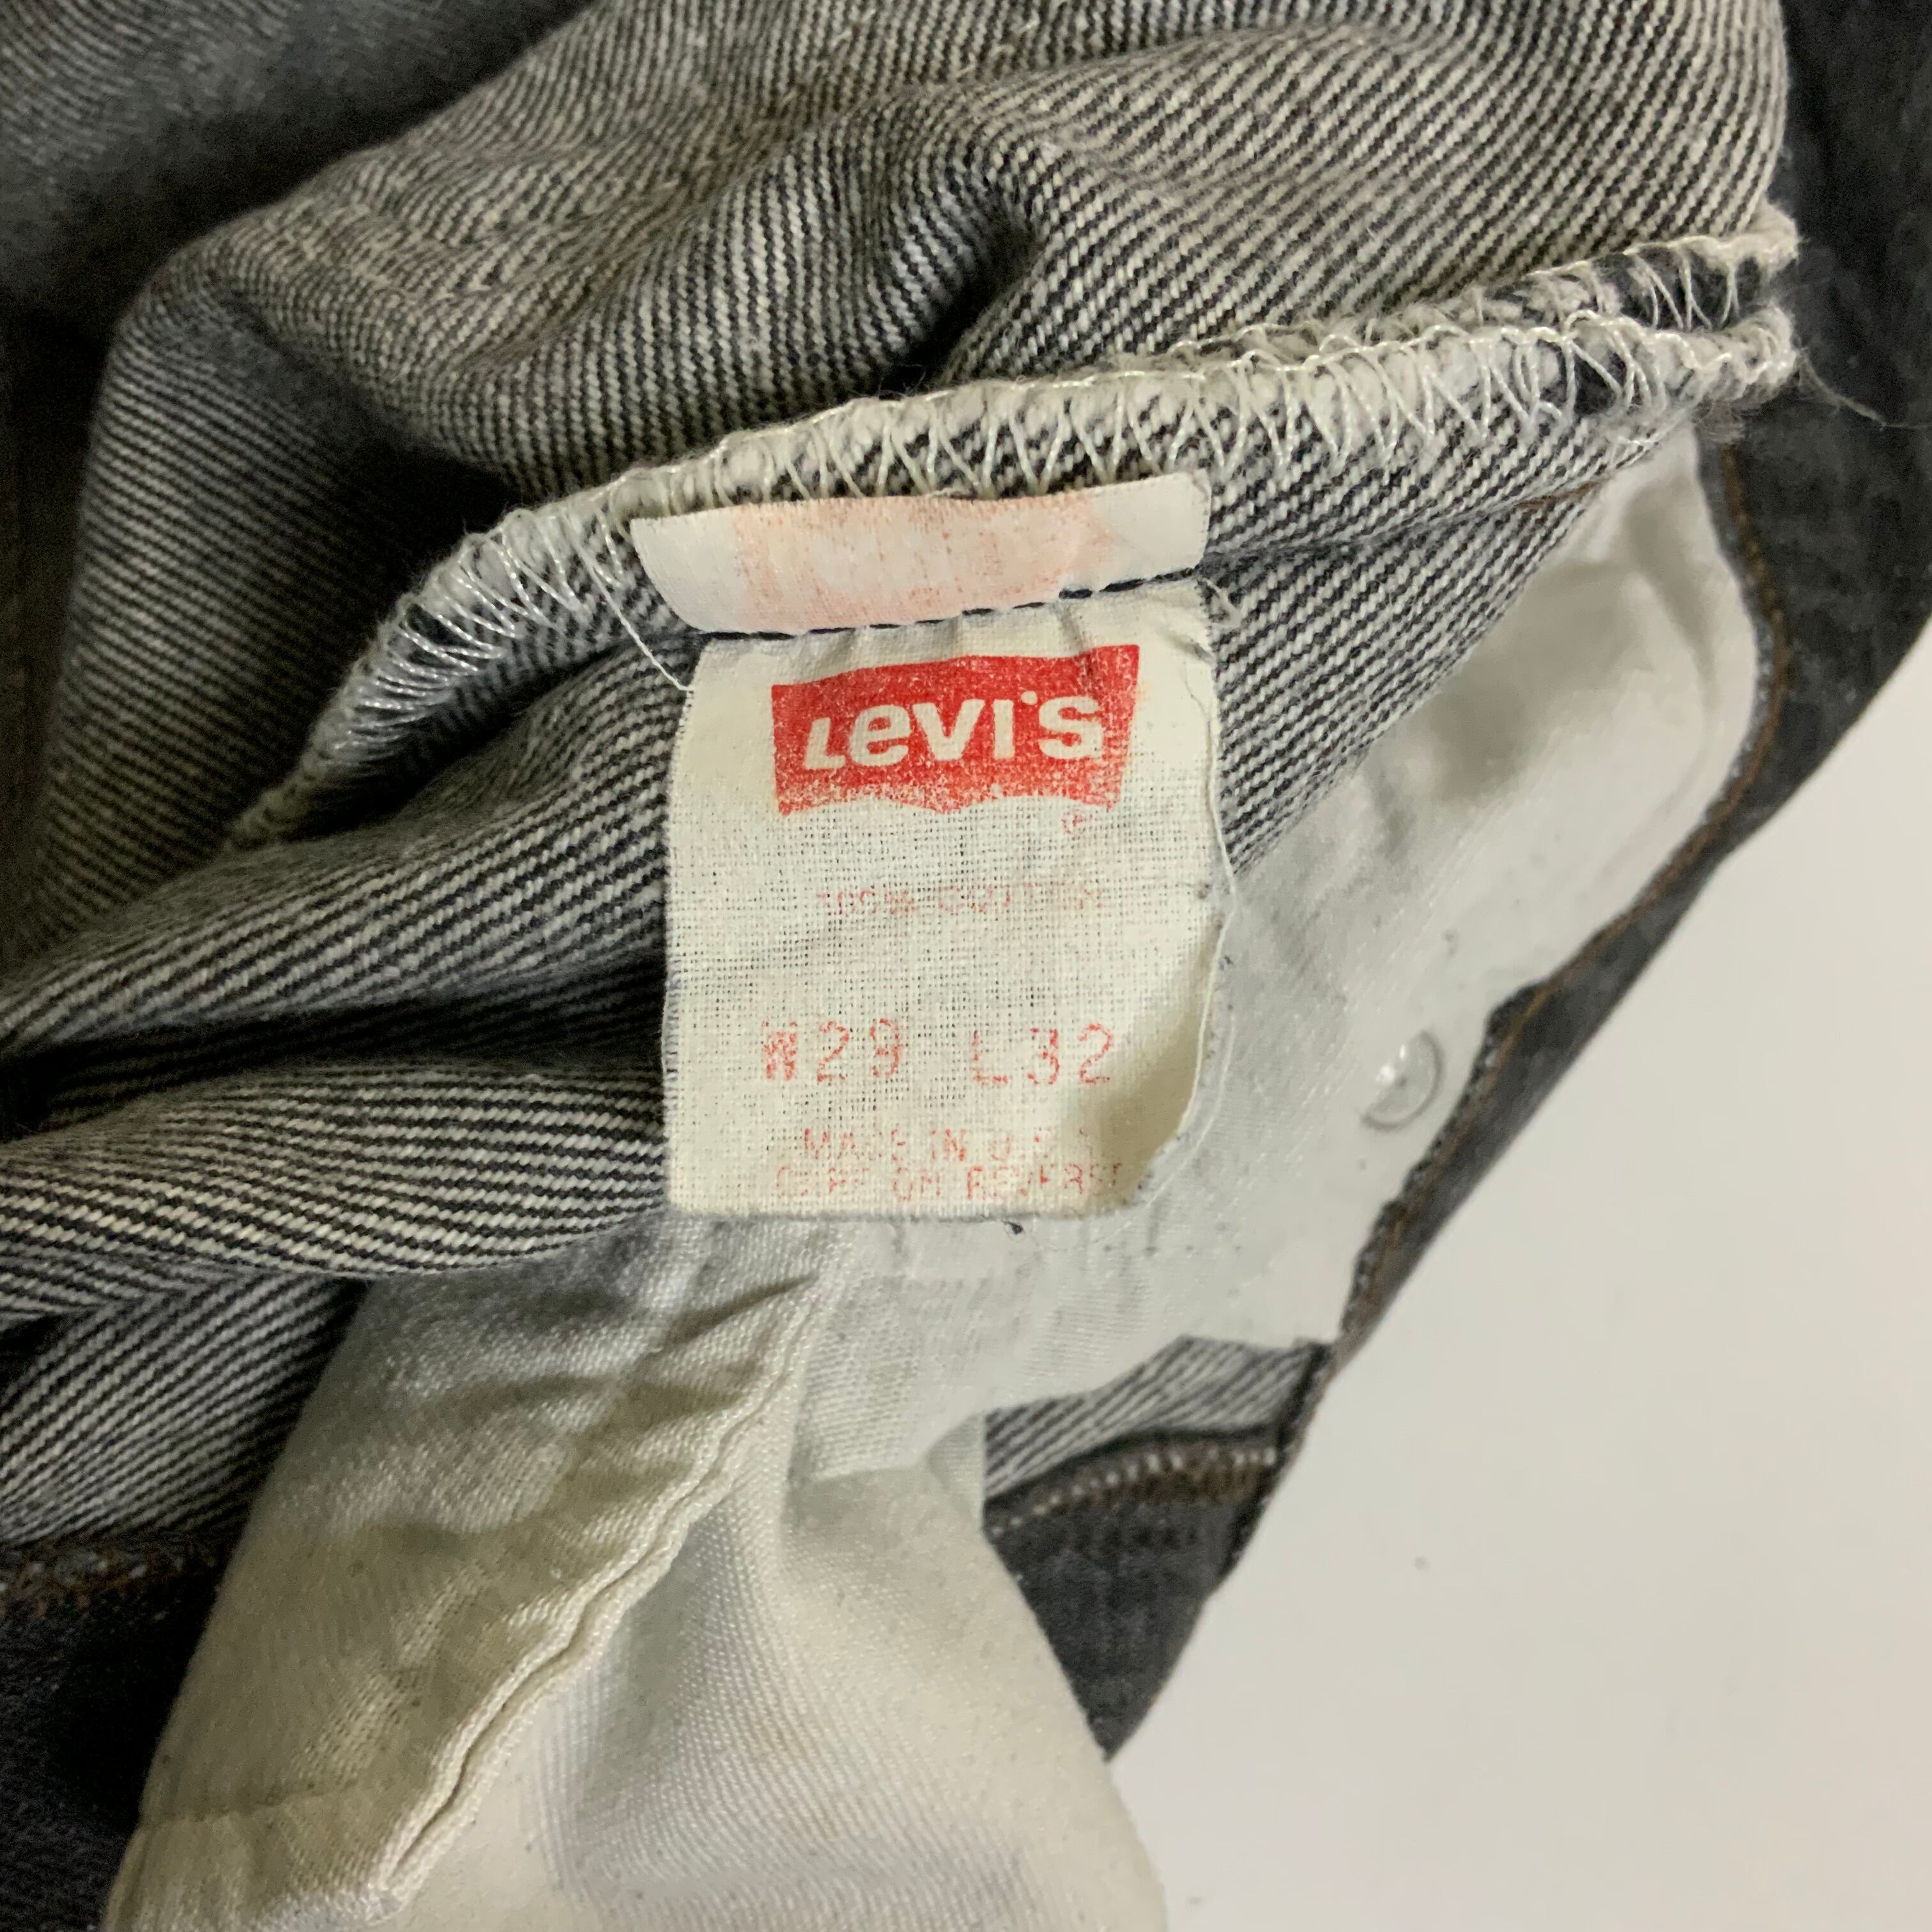 Levi's
®
100% COTTON
W29 L32
MADE IN U.S.A
CARE ON REVERSE